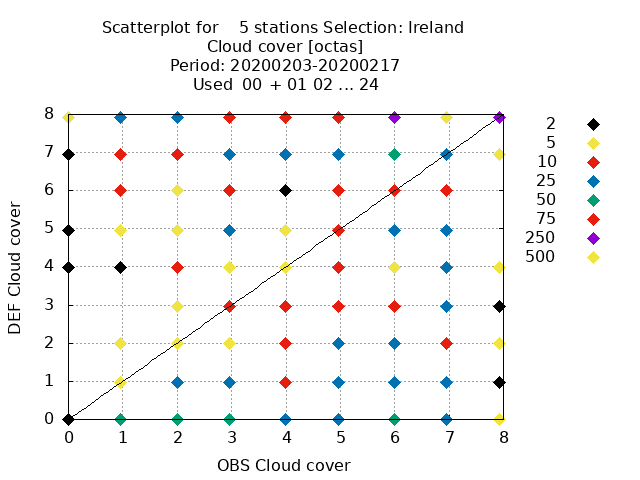 Scatterplot for    5 stations Selection: Ireland
Cloud cover [octas]
Period: 20200203-20200217
Used  00  + 01 02 ... 24
DEF Cloud cover
8
7
6
5
4
3
2
1
0
0 1 2 3 4 5 6 7 8
OBS Cloud cover
2
5
10
25
50
75
250
500